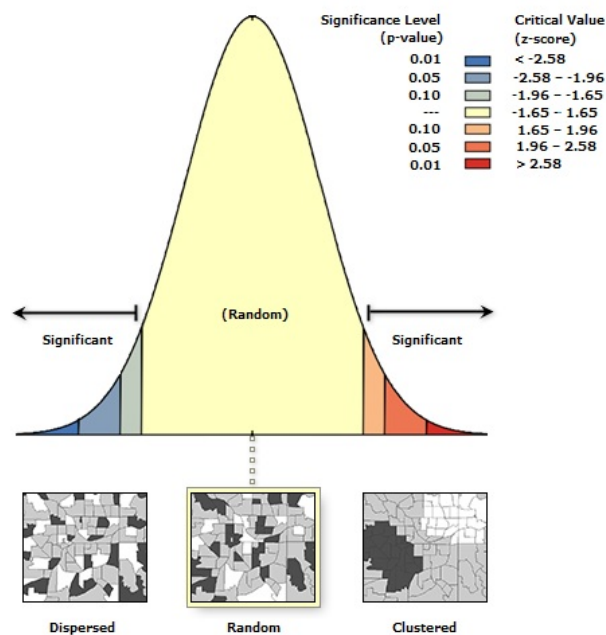 Significance Level Critical Value
(p-value) (z-score)
0.01 < -2.58
0.05 -2.58 – -1.96
0.10 -1.96 – -1.65
--- -1.65 – 1.65
0.10 1.65 – 1.96
0.05 1.96 – 2.58
0.01 > 2.58
(Random)
Significant Significant
Dispersed Random Clustered